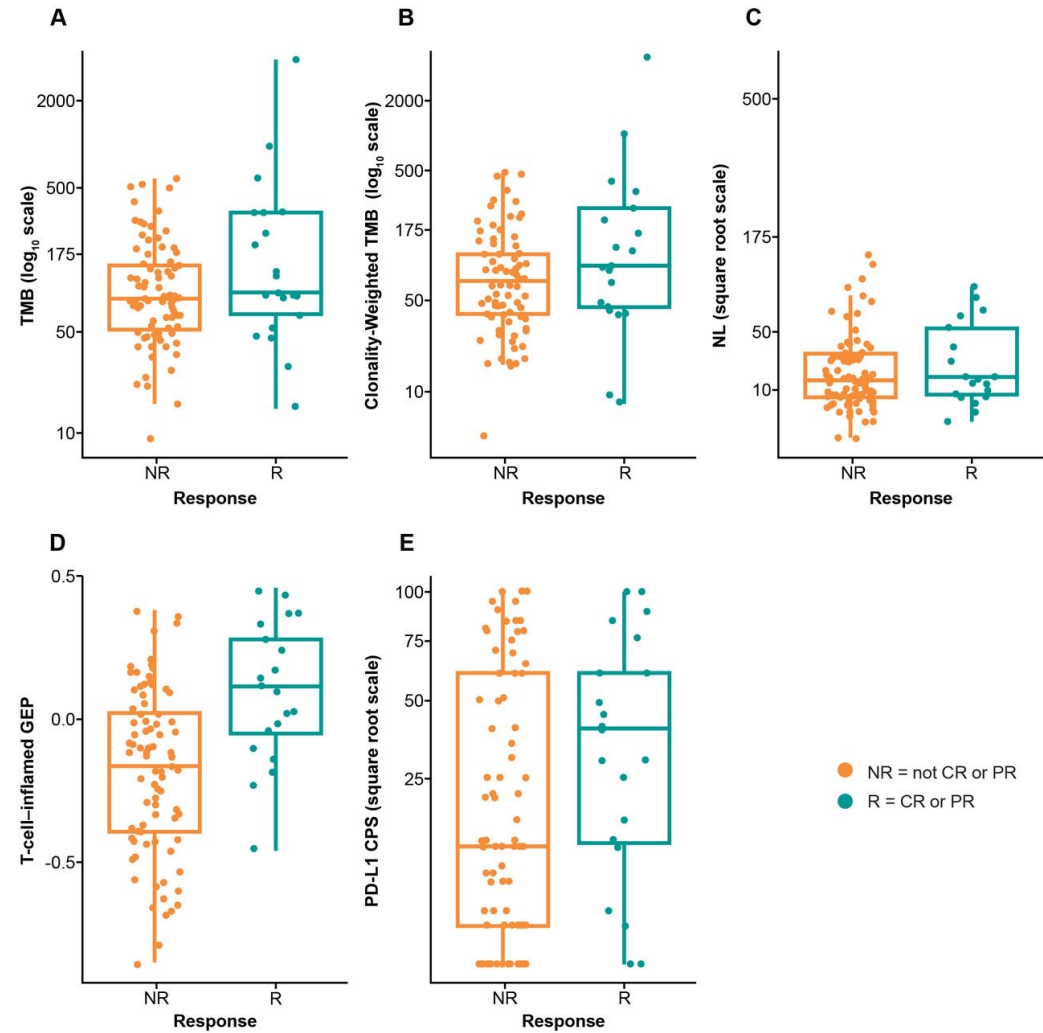 A
TMB (log10 scale)
2000
500
175
50
10
NR
R
Response
B
Clonality-Weighted TMB (log10 scale)
2000
500
175
50
10
NR
R
Response
C
NL (square root scale)
500
175
50
10
NR
R
Response
D
T-cell–inflamed GEP
0.5
0.0
-0.5
NR
R
Response
E
PD-L1 CPS (square root scale)
100
75
50
25
NR
R
Response
NR = not CR or PR
R = CR or PR